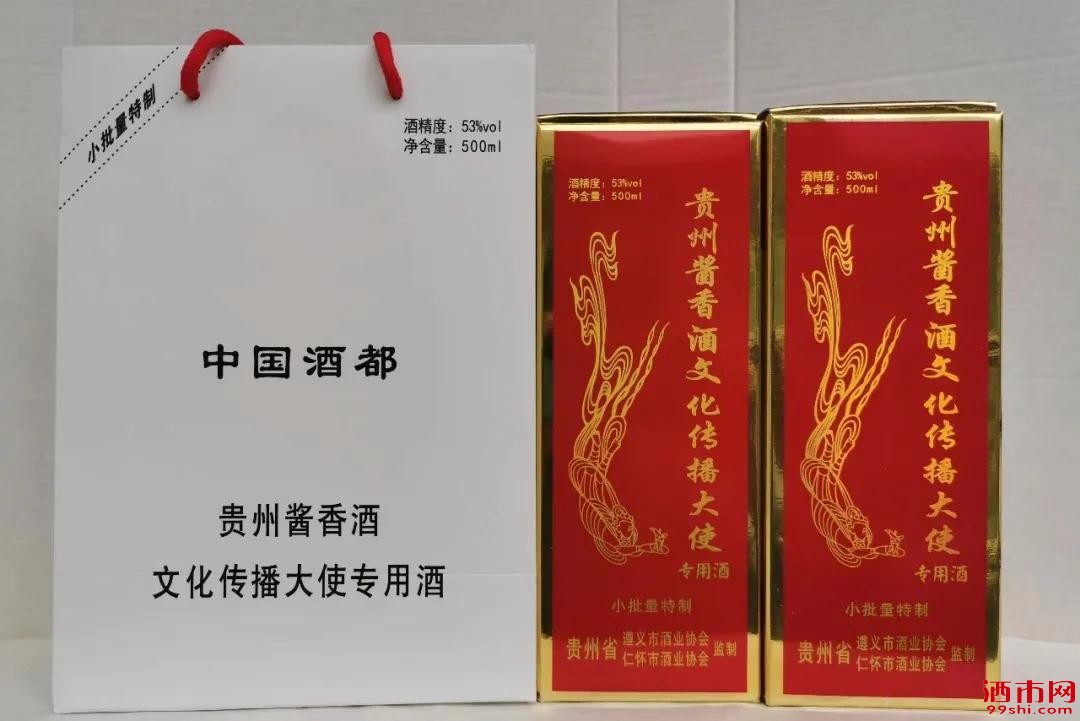 小批量特制
酒精度：53%vol
净含量：500ml
中国酒都
贵州酱香酒
文化传播大使专用酒
酒精度：53%vol
净含量：500ml
贵州酱香酒文化传播大使
专用酒
小批量特制
贵州省 遵义市酒业协会 监制
仁怀市酒业协会
酒精度：53%vol
净含量：500ml
贵州酱香酒文化传播大使
专用酒
小批量特制
贵州省 遵义市酒业协会 监制
仁怀市酒业协会
酒市网
99shi.com